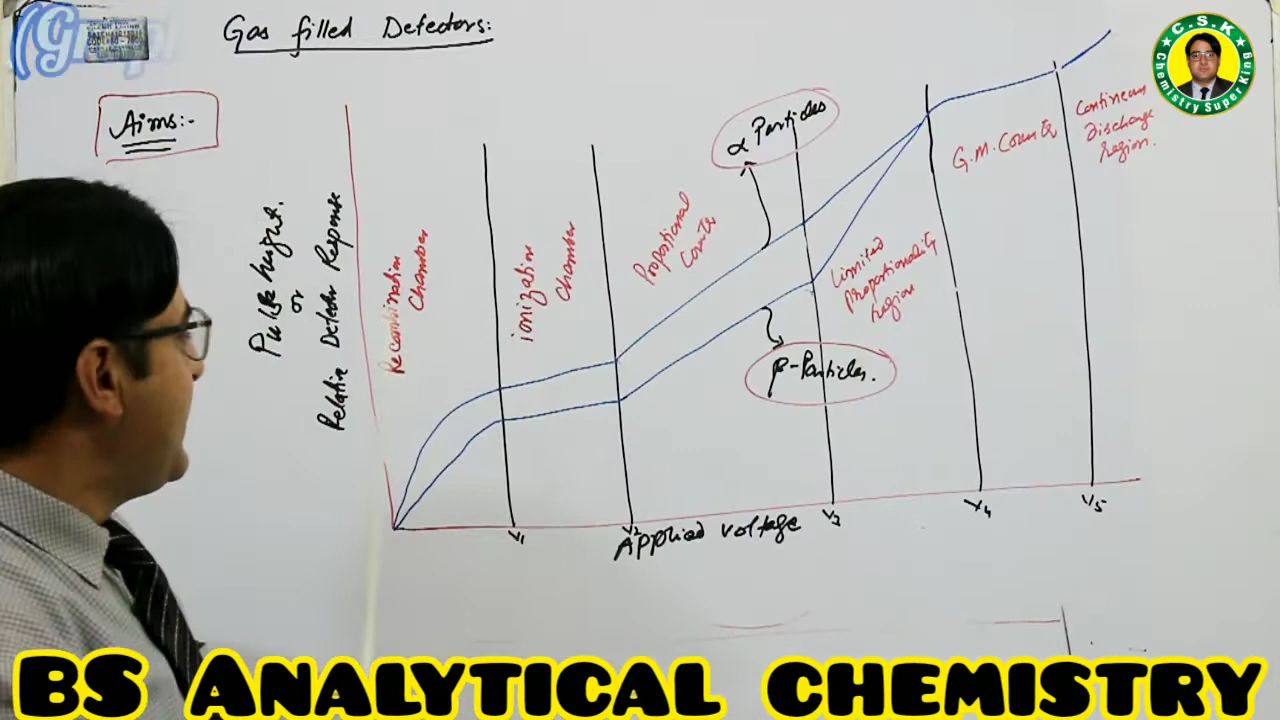 Gas filled Detectors:
Aims:-
Pulse height
or
Relative Detector Response
Recombination
Chamber
ionization
chamber
Proportional
Counter
α Particles
β-Particles.
Limited
Proportionality
Region
G.M. Counter
Continuous
Discharge
Region.
V1
V2
V3
V4
V5
Applied voltage
C.S.K
Chemistry Super King
BS ANALYTICAL CHEMISTRY